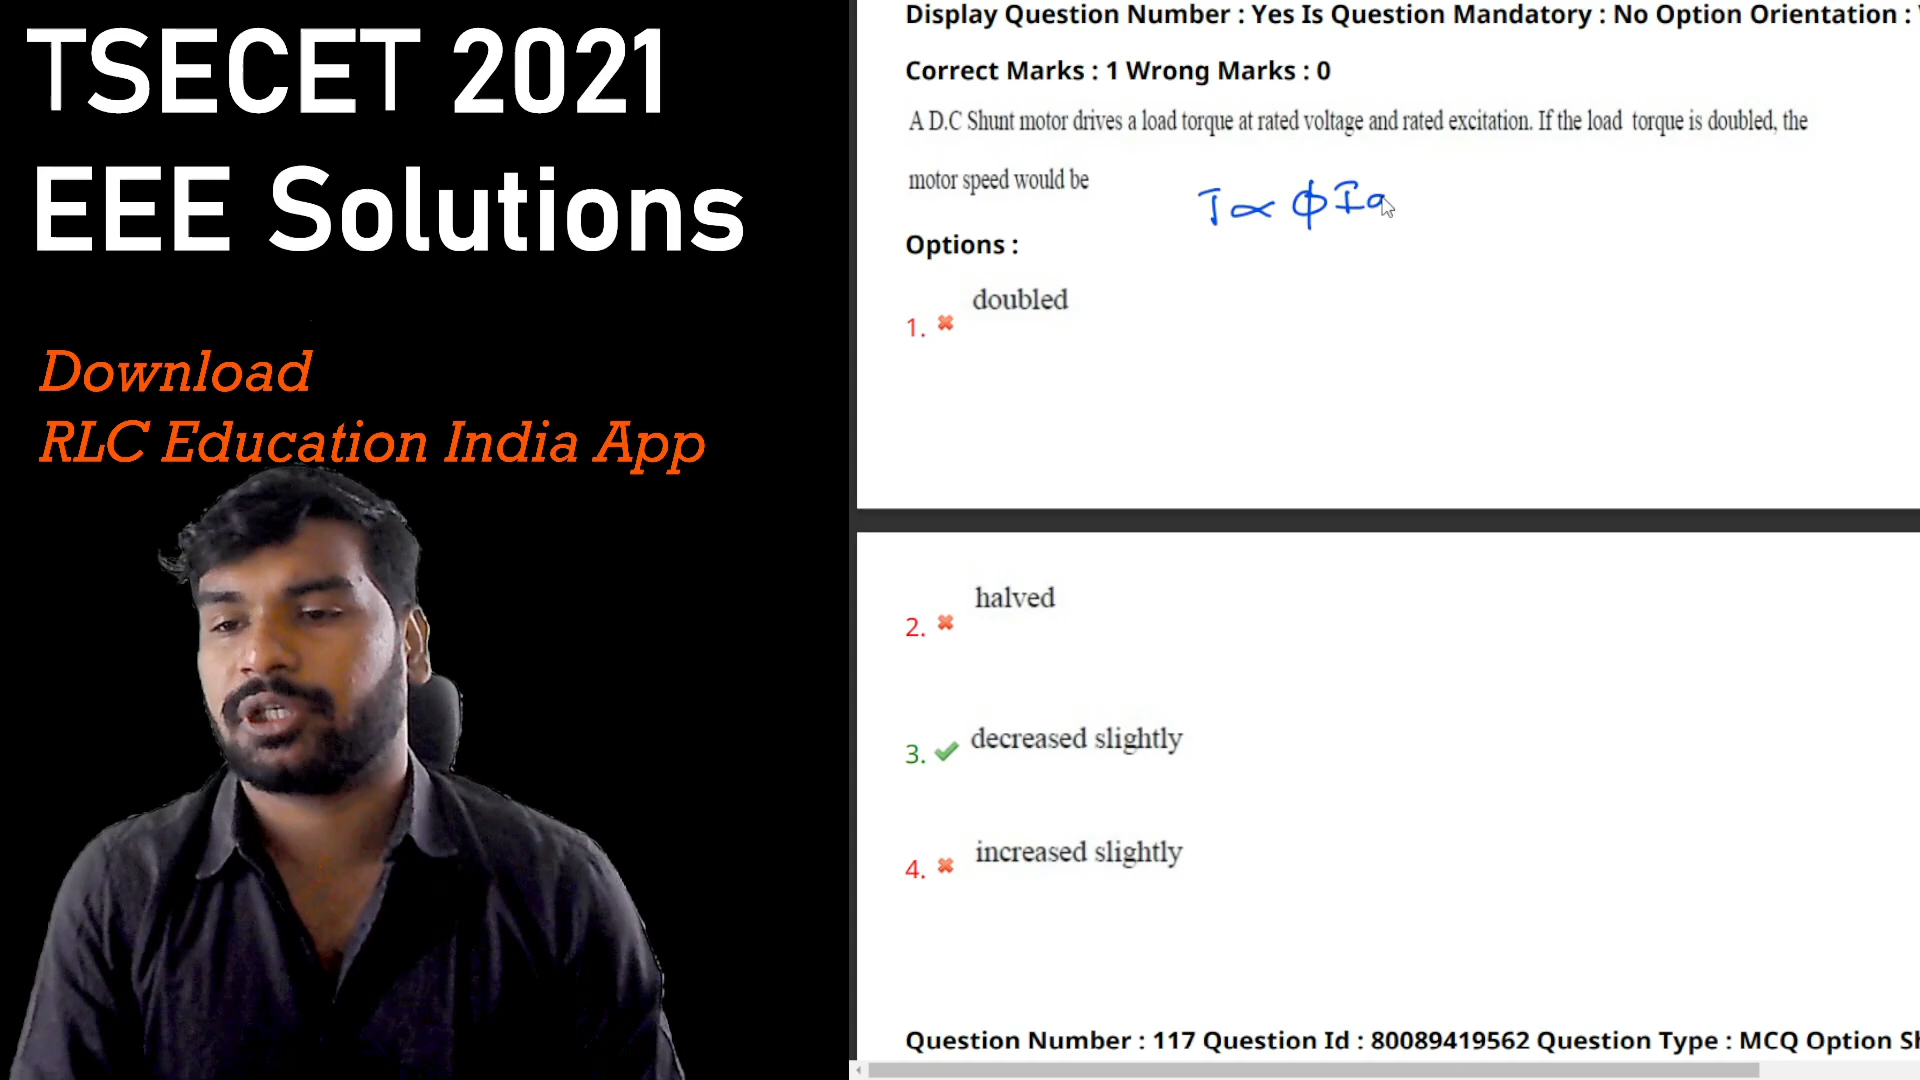 TSECET 2021
EEE Solutions
Download
RLC Education India App
Display Question Number : Yes Is Question Mandatory : No Option Orientation :
Correct Marks : 1 Wrong Marks : 0
A D.C Shunt motor drives a load torque at rated voltage and rated excitation. If the load torque is doubled, the
motor speed would be
T ∝ ϕ Ia
Options :
1. doubled
2. halved
3. decreased slightly
4. increased slightly
Question Number : 117 Question Id : 80089419562 Question Type : MCQ Option